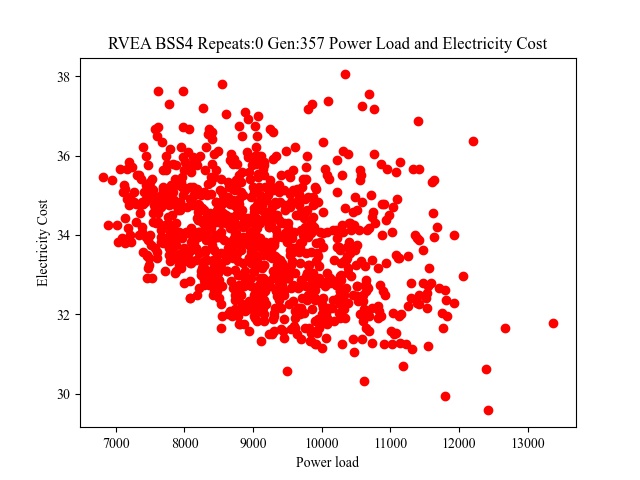 RVEA BSS4 Repeats:0 Gen:357 Power Load and Electricity Cost
38
36
34
32
30
Electricity Cost
7000 8000 9000 10000 11000 12000 13000
Power load